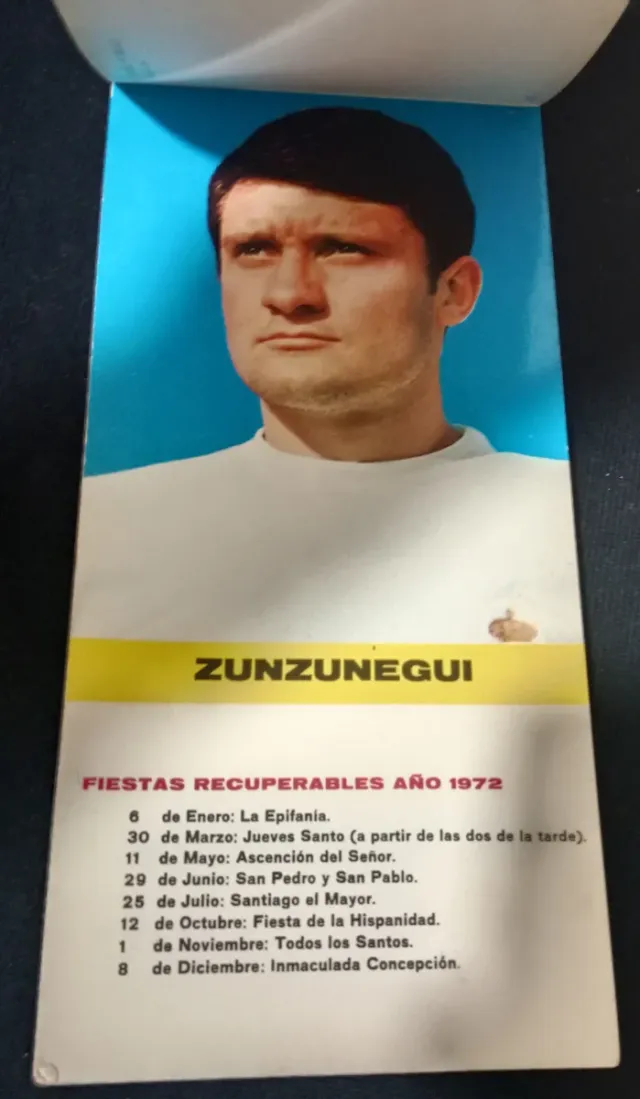 ZUNZUNEGUI
FIESTAS RECUPERABLES AÑO 1972
6 de Enero: La Epifanía.
30 de Marzo: Jueves Santo (a partir de las dos de la tarde).
11 de Mayo: Ascención del Señor.
29 de Junio: San Pedro y San Pablo.
25 de Julio: Santiago el Mayor.
12 de Octubre: Fiesta de la Hispanidad.
1 de Noviembre: Todos los Santos.
8 de Diciembre: Inmaculada Concepción.